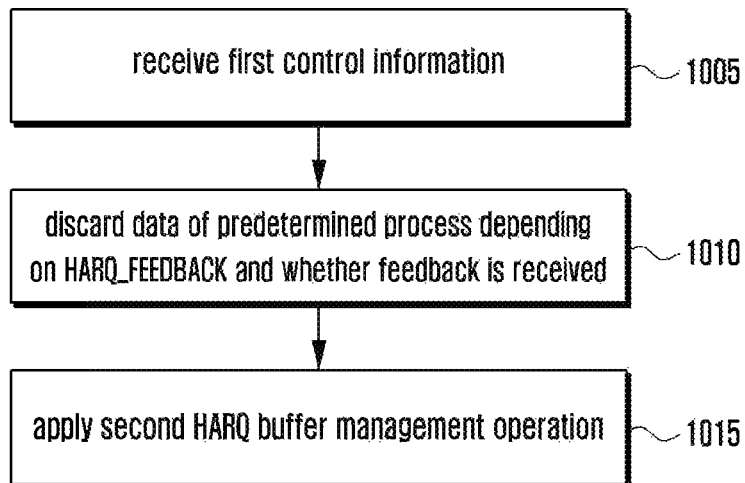 receive first control information
1005
discard data of predetermined process depending
on HARQ_FEEDBACK and whether feedback is received
1010
apply second HARQ buffer management operation
1015